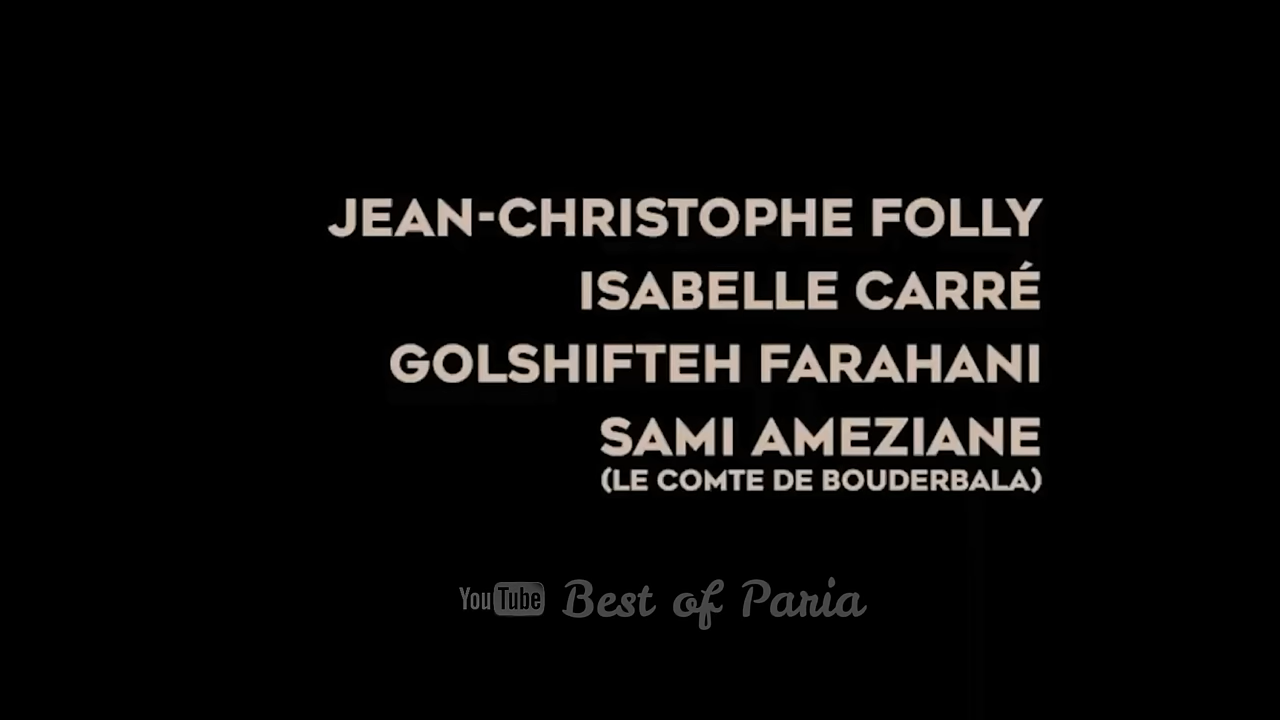 JEAN-CHRISTOPHE FOLLY
ISABELLE CARRÉ
GOLSHIFTEH FARAHANI
SAMI AMEZIANE
(LE COMTE DE BOUDERBALA)
YouTube Best of Paria